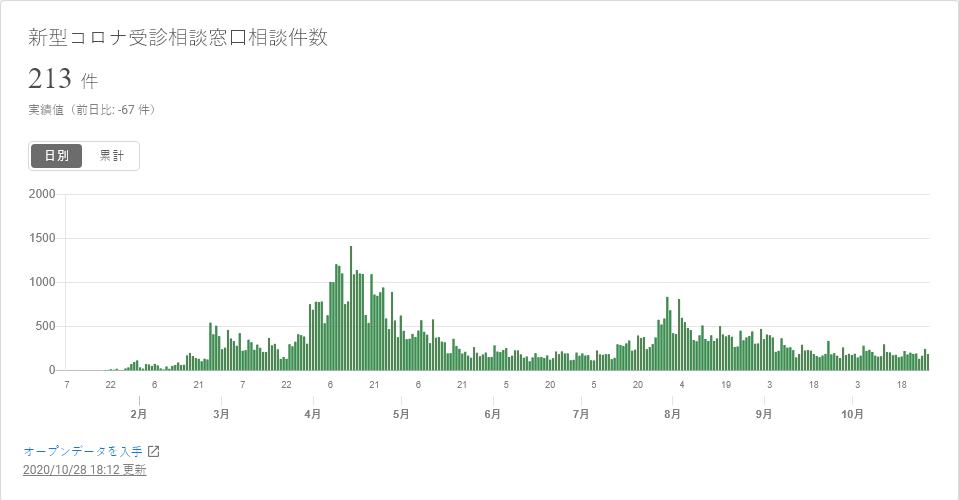 新型コロナ受診相談窓口相談件数
213 件
実績値（前日比: -67 件）
日別 累計
2000
1500
1000
500
0
7 22 6 21 7 22 6 21 6 21 5 20 5 20 4 19 3 18 3 18
2月 3月 4月 5月 6月 7月 8月 9月 10月
オープンデータを入手
2020/10/28 18:12 更新